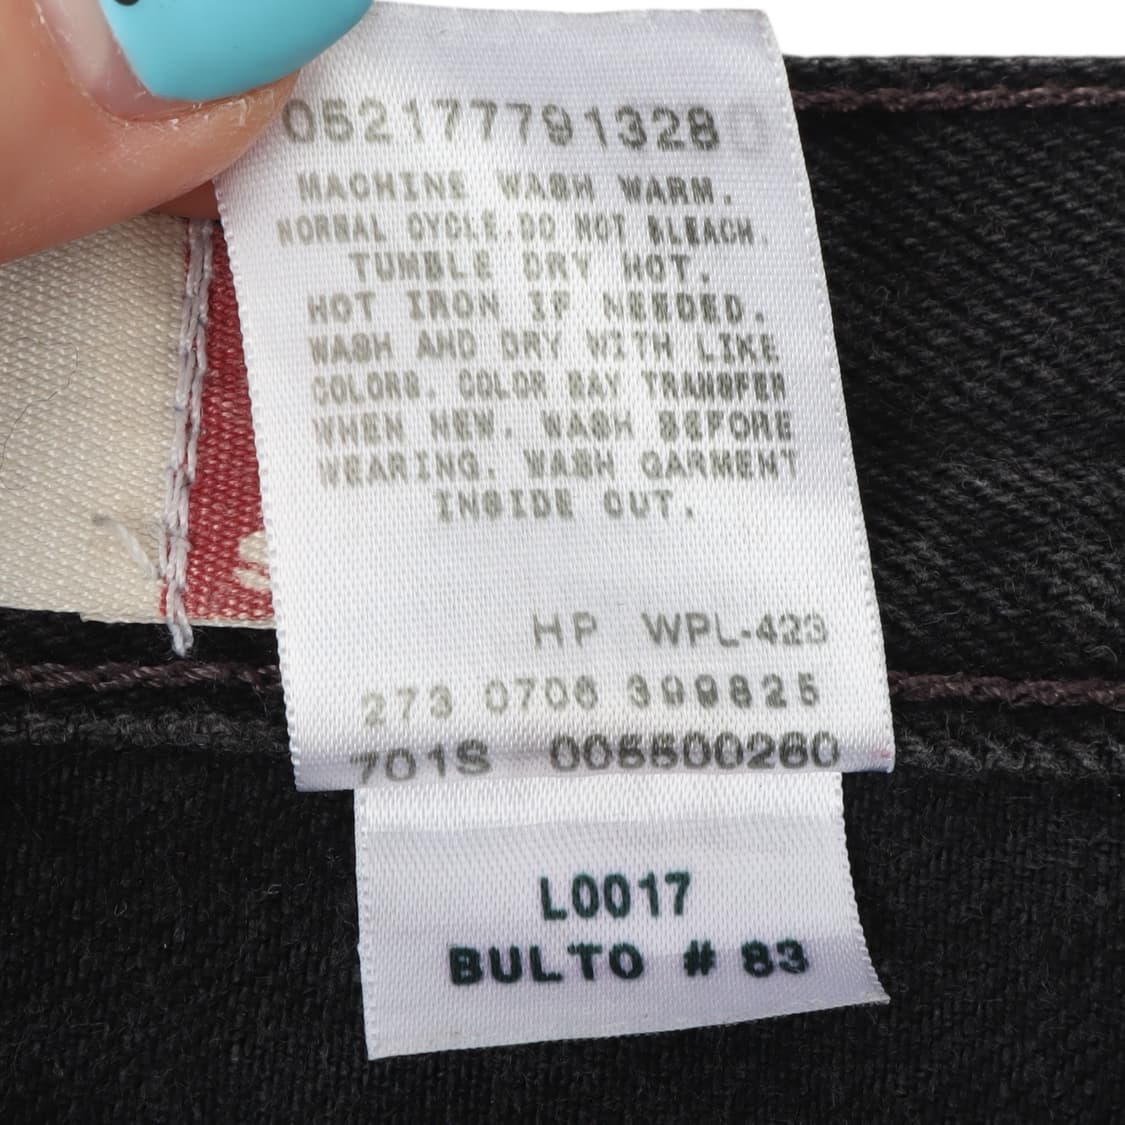 052177791328
MACHINE WASH WARM.
NORMAL CYCLE.DO NOT BLEACH.
TUMBLE DRY HOT.
HOT IRON IF NEEDED.
WASH AND DRY WITH LIKE
COLORS. COLOR MAY TRANSFER
WHEN NEW. WASH BEFORE
WEARING. WASH GARMENT
INSIDE OUT.
HP WPL-423
273 0706 399825
701S 005500260
L0017
BULTO # 83